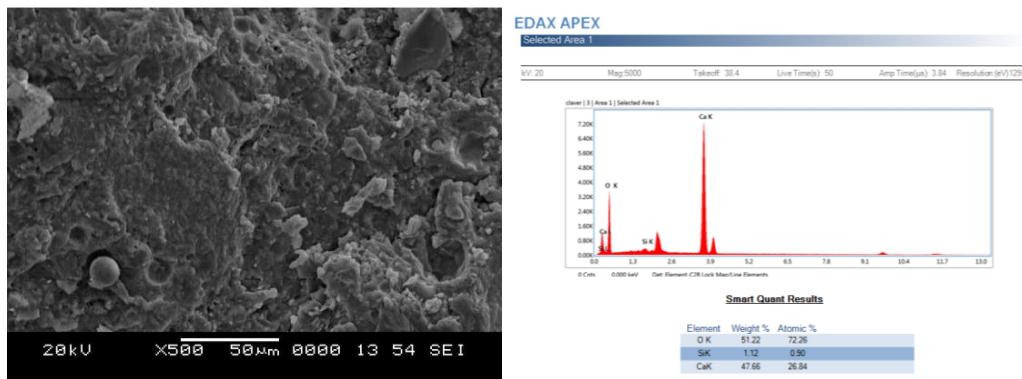 20kV X500 50µm 0000 13 54 SEI
EDAX APEX
Selected Area 1
kV: 20 Mag:5000 Takeoff: 38.4 Live Time(s): 50 Amp Time(µs): 3.84 Resolution:(eV)129
claver | 3 | Area 1 | Selected Area 1
Ca K
7.20K
6.40K
5.60K
4.80K
4.00K
O K
3.20K
2.40K
1.60K
Ca
0.80K
Si K
0.00K
0.0 1.3 2.6 3.9 5.2 6.5 7.8 9.1 10.4 11.7 13.0
0 Cnts 0.000 keV Det: Element-C2B Lock Map/Line Elements
Smart Quant Results
Element Weight % Atomic %
O K 51.22 72.26
SiK 1.12 0.90
CaK 47.66 26.84